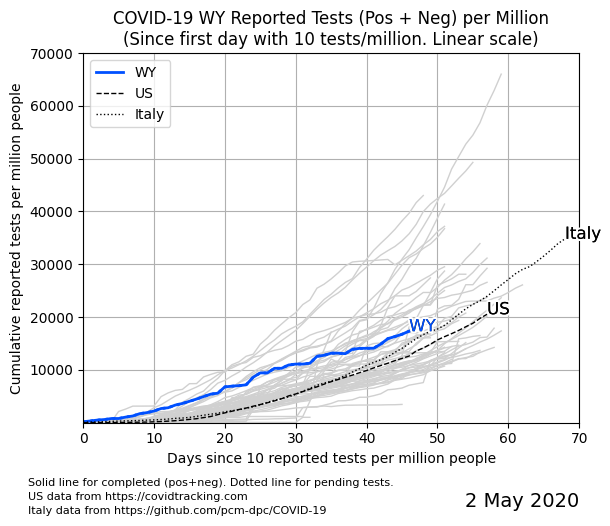 COVID-19 WY Reported Tests (Pos + Neg) per Million
(Since first day with 10 tests/million. Linear scale)
Cumulative reported tests per million people
70000
60000
50000
40000
30000
20000
10000
WY
US
Italy
Italy
US
WY
0 10 20 30 40 50 60 70
Days since 10 reported tests per million people
Solid line for completed (pos+neg). Dotted line for pending tests.
US data from https://covidtracking.com
Italy data from https://github.com/pcm-dpc/COVID-19
2 May 2020